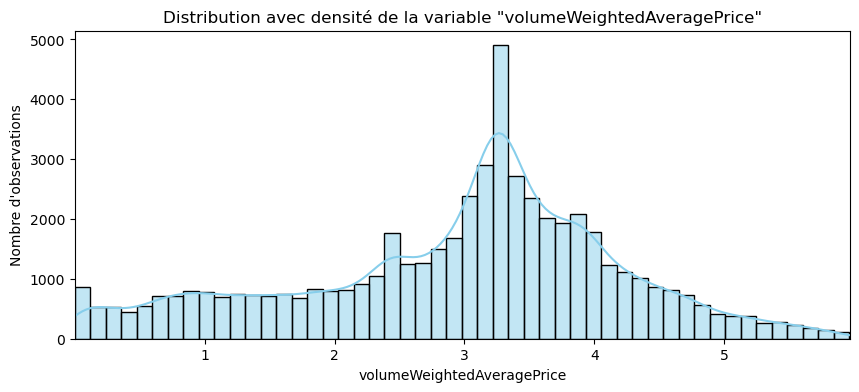 Distribution avec densité de la variable "volumeWeightedAveragePrice"
Nombre d'observations
5000
4000
3000
2000
1000
0
1 2 3 4 5
volumeWeightedAveragePrice